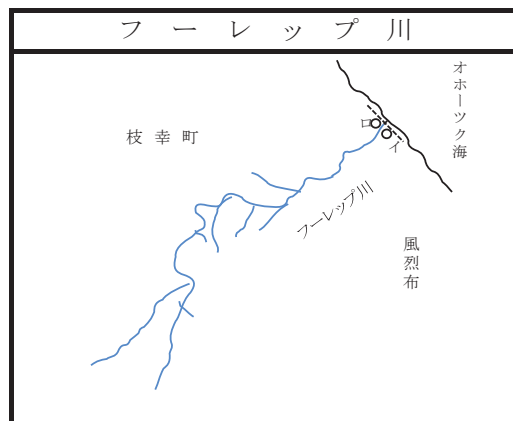 フーレップ川
オホーツク海
ロ
イ
枝幸町
フーレップ川
風烈布